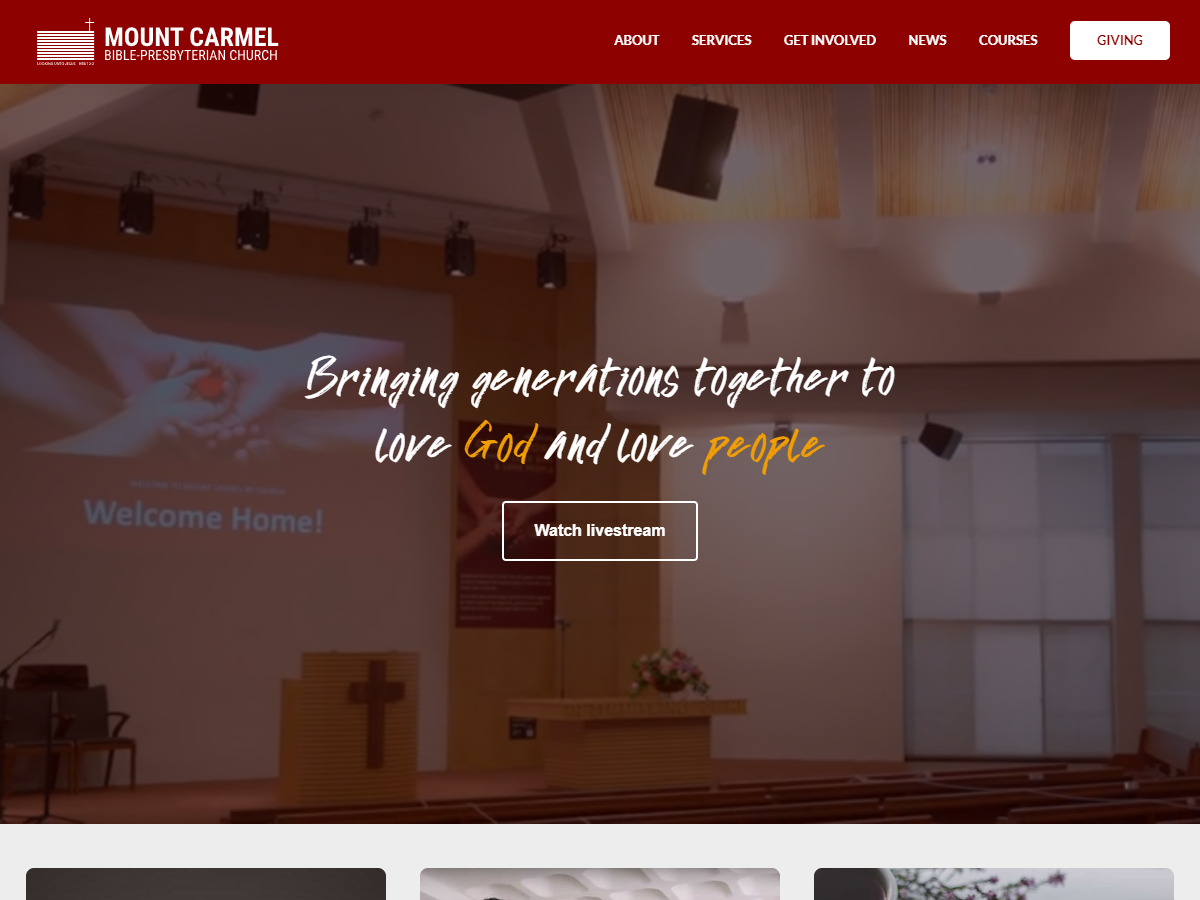 MOUNT CARMEL
BIBLE-PRESBYTERIAN CHURCH
ABOUT
SERVICES
GET INVOLVED
NEWS
COURSES
GIVING
Bringing generations together to
love God and love people
Watch livestream
Welcome Home!